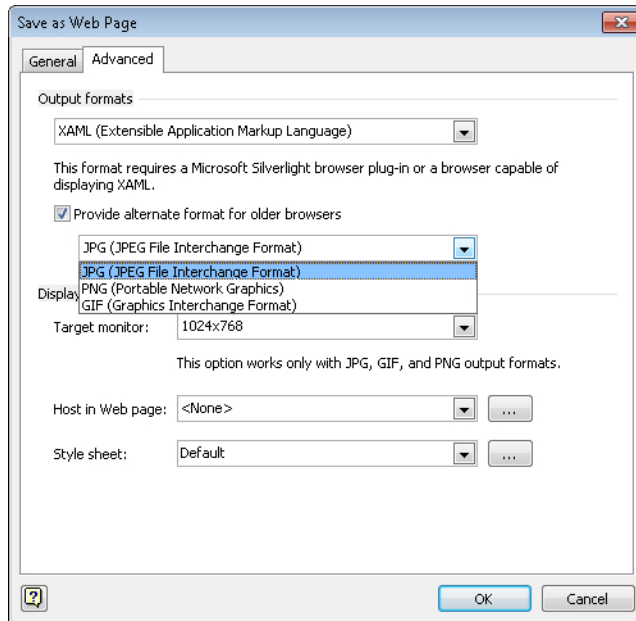 Save as Web Page
General
Advanced
Output formats
XAML (Extensible Application Markup Language)
This format requires a Microsoft Silverlight browser plug-in or a browser capable of
displaying XAML.
Provide alternate format for older browsers
JPG (JPEG File Interchange Format)
JPG (JPEG File Interchange Format)
PNG (Portable Network Graphics)
GIF (Graphics Interchange Format)
Display
Target monitor:
1024x768
This option works only with JPG, GIF, and PNG output formats.
Host in Web page:
<None>
...
Style sheet:
Default
...
?
OK
Cancel